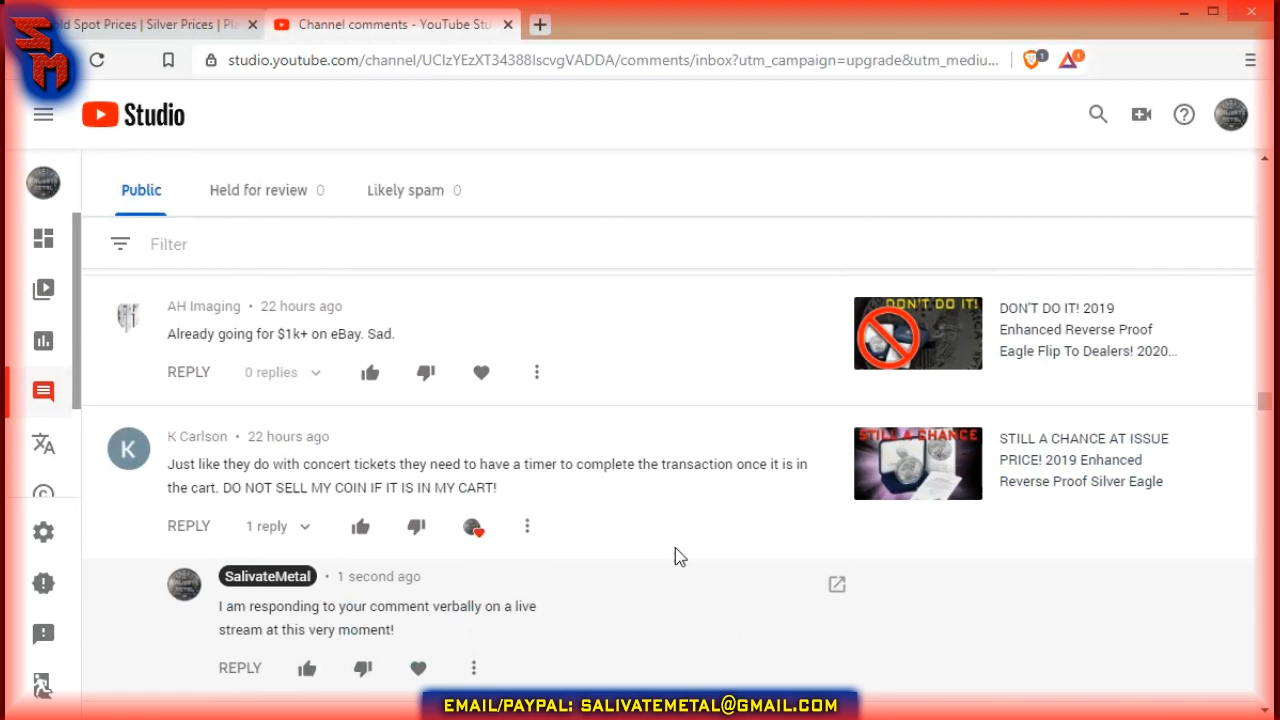 SM
ld Spot Prices | Silver Prices | Pla
Channel comments - YouTube Stu
studio.youtube.com/channel/UCIzYEzXT34388IscvgVADDA/comments/inbox?utm_campaign=upgrade&utm_mediu...
1
1
Studio
Public
Held for review 0
Likely spam 0
Filter
AH Imaging • 22 hours ago
Already going for $1k+ on eBay. Sad.
REPLY 0 replies
DON'T DO IT!
DON'T DO IT! 2019
Enhanced Reverse Proof
Eagle Flip To Dealers! 2020...
K
K Carlson • 22 hours ago
Just like they do with concert tickets they need to have a timer to complete the transaction once it is in
the cart. DO NOT SELL MY COIN IF IT IS IN MY CART!
REPLY 1 reply
STILL A CHANCE
STILL A CHANCE AT ISSUE
PRICE! 2019 Enhanced
Reverse Proof Silver Eagle
SalivateMetal • 1 second ago
I am responding to your comment verbally on a live
stream at this very moment!
REPLY
EMAIL/PAYPAL: SALIVATEMETAL@GMAIL.COM